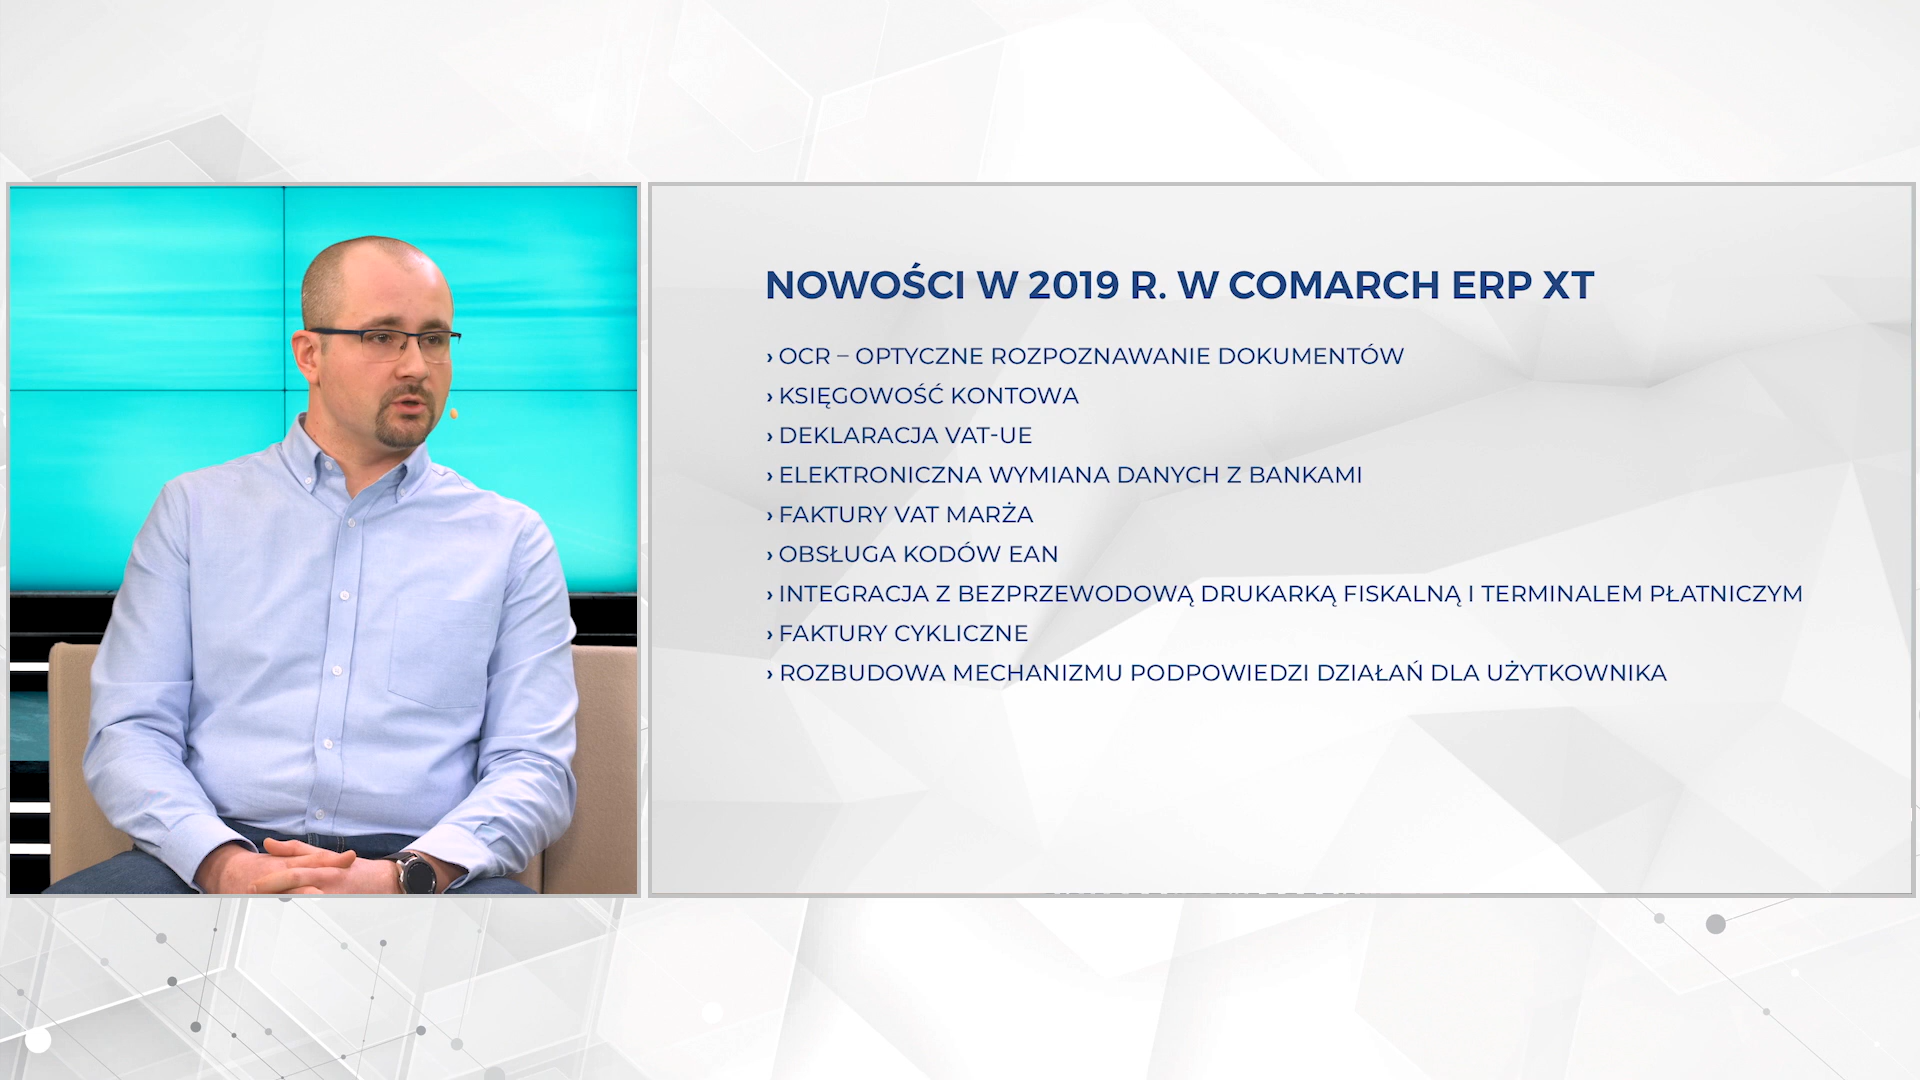 NOWOŚCI W 2019 R. W COMARCH ERP XT
› OCR – OPTYCZNE ROZPOZNAWANIE DOKUMENTÓW
› KSIĘGOWOŚĆ KONTOWA
› DEKLARACJA VAT-UE
› ELEKTRONICZNA WYMIANA DANYCH Z BANKAMI
› FAKTURY VAT MARŻA
› OBSŁUGA KODÓW EAN
› INTEGRACJA Z BEZPRZEWODOWĄ DRUKARKĄ FISKALNĄ I TERMINALEM PŁATNICZYM
› FAKTURY CYKLICZNE
› ROZBUDOWA MECHANIZMU PODPOWIEDZI DZIAŁAŃ DLA UŻYTKOWNIKA